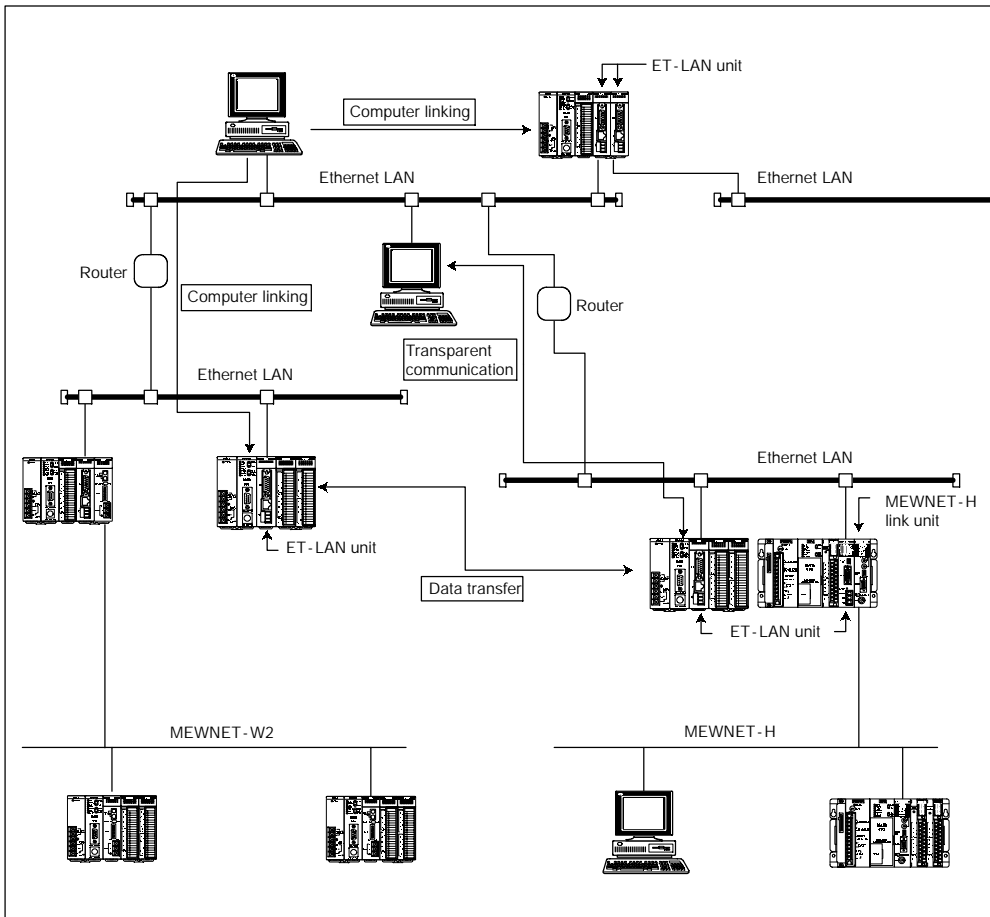 ET-LAN unit
Computer linking
Ethernet LAN
Ethernet LAN
Router
Computer linking
Router
Transparent
communication
Ethernet LAN
Ethernet LAN
MEWNET-H
link unit
ET-LAN unit
Data transfer
ET-LAN unit
MEWNET-W2
MEWNET-H